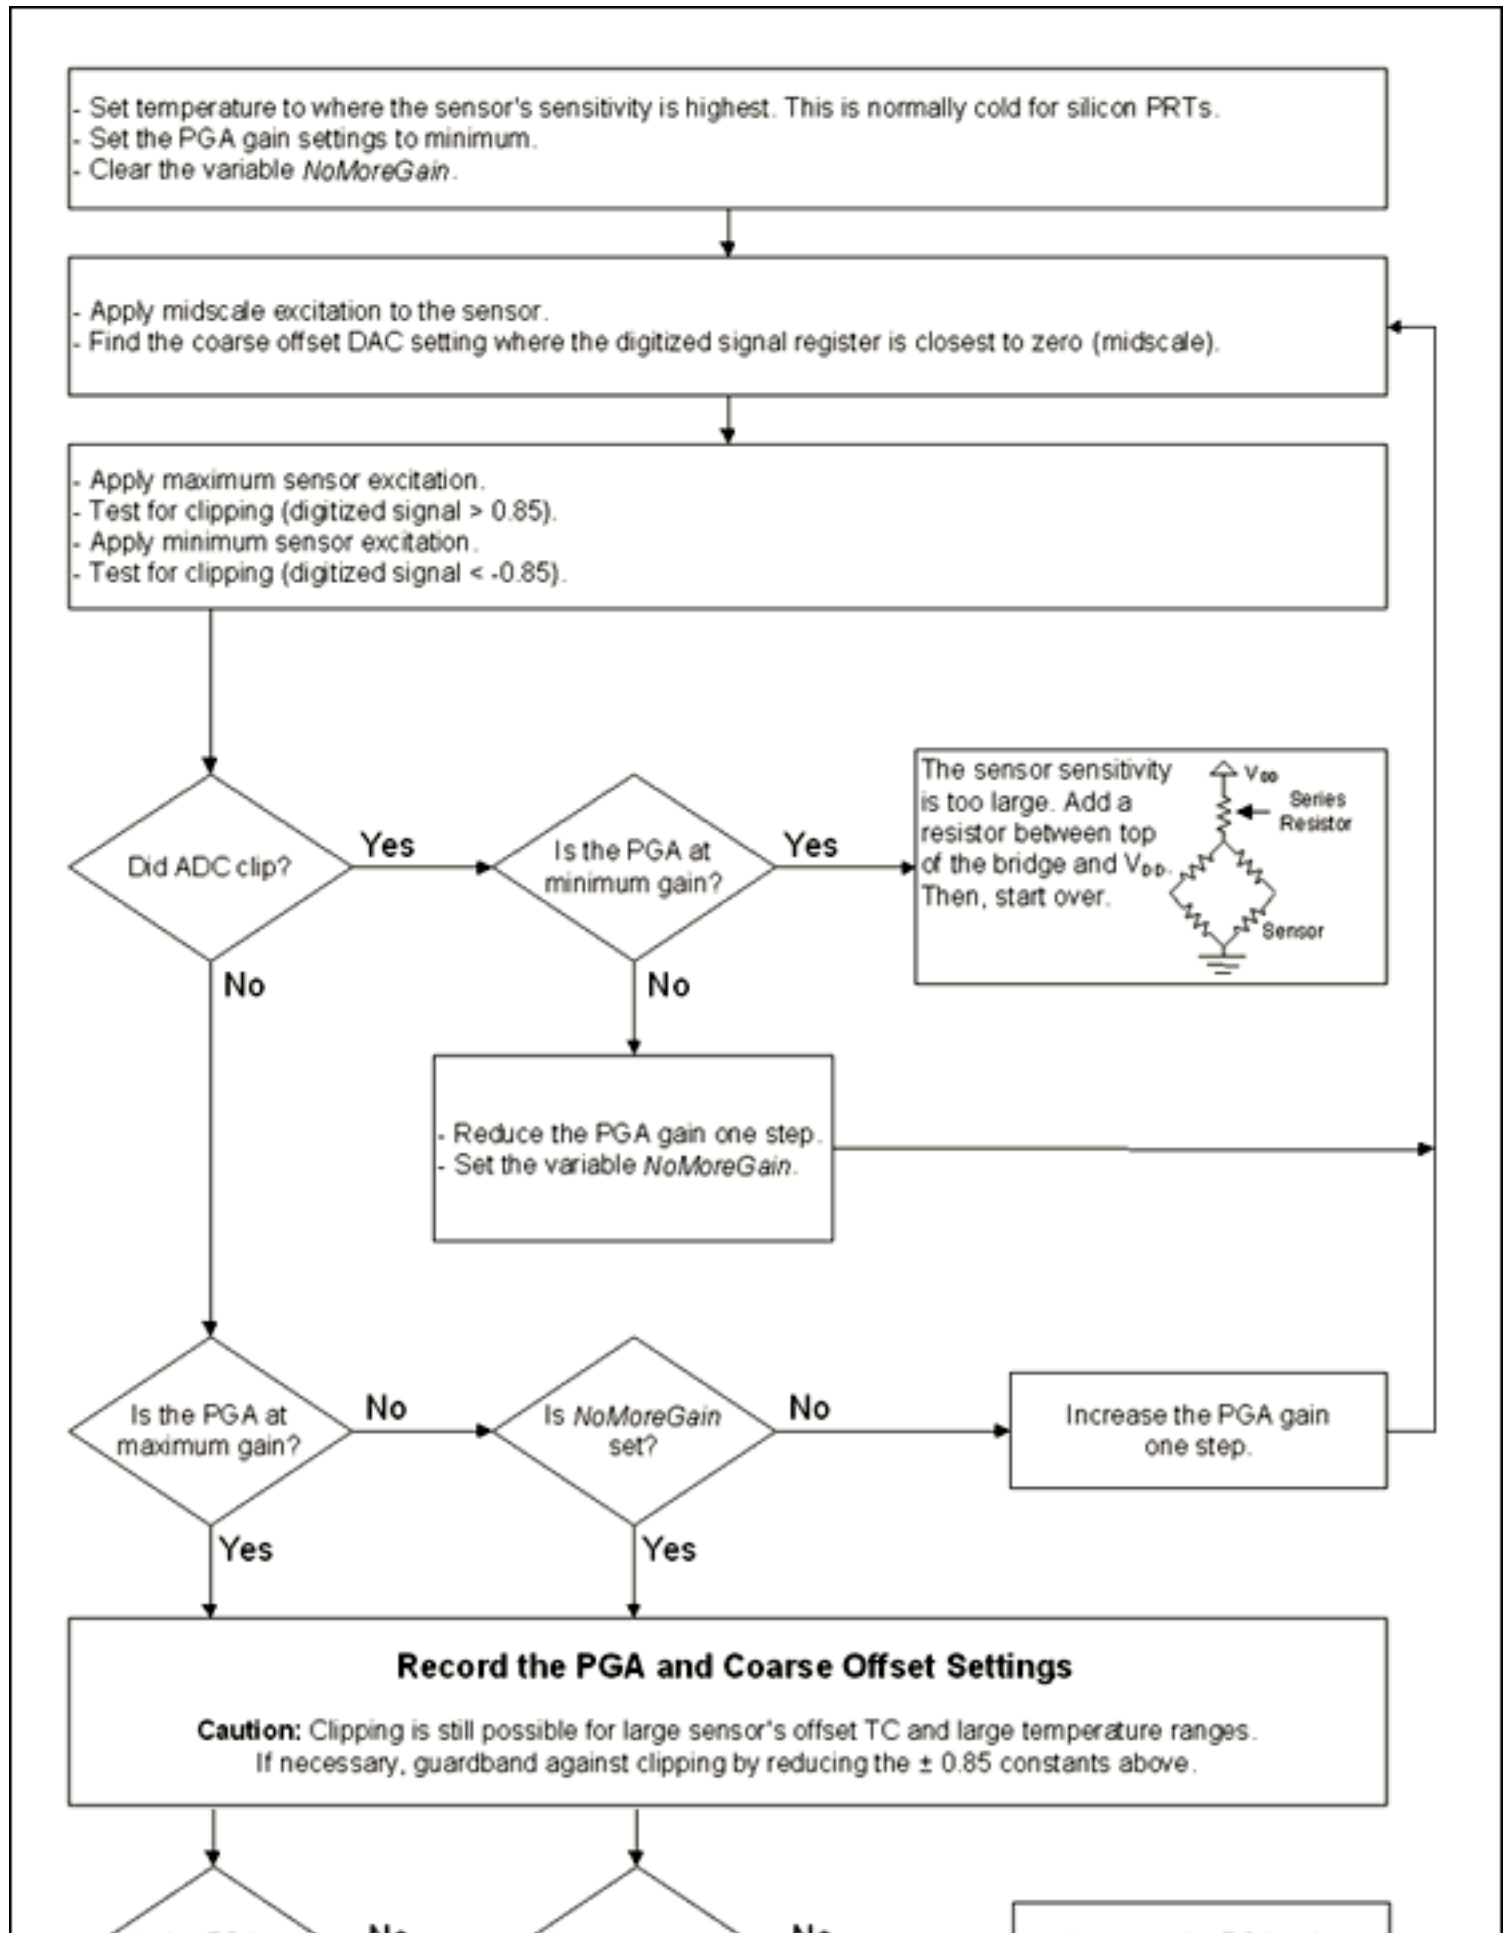 - Set temperature to where the sensor's sensitivity is highest. This is normally cold for silicon PRTs.
- Set the PGA gain settings to minimum.
- Clear the variable NoMoreGain.
- Apply midscale excitation to the sensor.
- Find the coarse offset DAC setting where the digitized signal register is closest to zero (midscale).
- Apply maximum sensor excitation.
- Test for clipping (digitized signal > 0.85).
- Apply minimum sensor excitation.
- Test for clipping (digitized signal < -0.85).
Did ADC clip?
Yes
No
Is the PGA at
minimum gain?
Yes
No
The sensor sensitivity
is too large. Add a
resistor between top
of the bridge and VDD.
Then, start over.
VDD
Series
Resistor
Sensor
- Reduce the PGA gain one step.
- Set the variable NoMoreGain.
Is the PGA at
maximum gain?
No
Yes
Is NoMoreGain
set?
No
Yes
Increase the PGA gain
one step.
Record the PGA and Coarse Offset Settings
Caution: Clipping is still possible for large sensor's offset TC and large temperature ranges.
If necessary, guardband against clipping by reducing the ± 0.85 constants above.
No
No